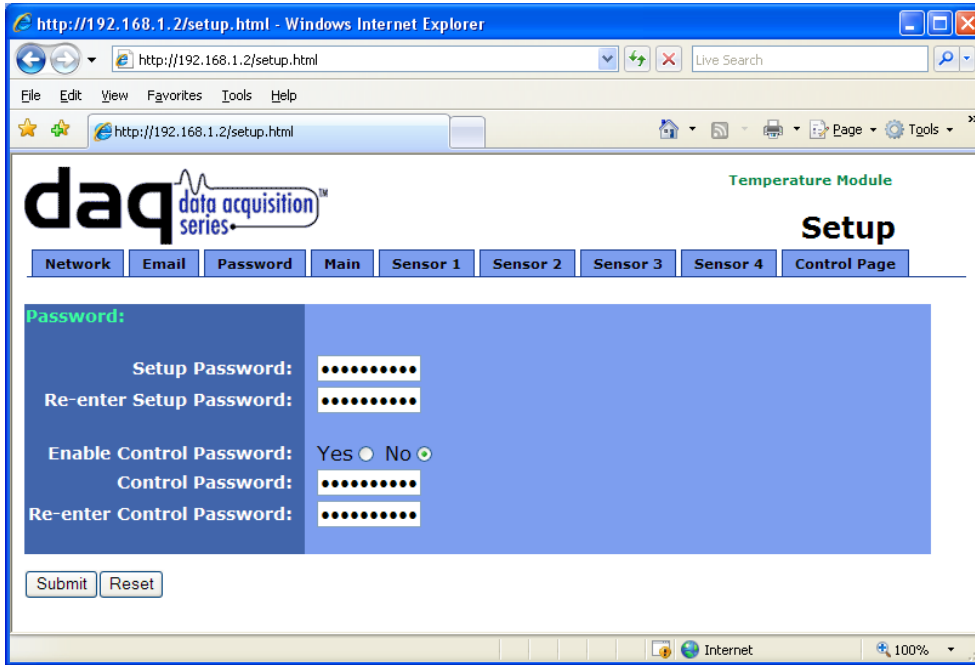 http://192.168.1.2/setup.html - Windows Internet Explorer
http://192.168.1.2/setup.html
Live Search
File Edit View Favorites Tools Help
http://192.168.1.2/setup.html
Page Tools
daq data acquisition series ™
Temperature Module
Setup
Network Email Password Main Sensor 1 Sensor 2 Sensor 3 Sensor 4 Control Page
Password:
Setup Password: ••••••••••
Re-enter Setup Password: ••••••••••
Enable Control Password: Yes No
Control Password: ••••••••••
Re-enter Control Password: ••••••••••
Submit Reset
Internet 100%